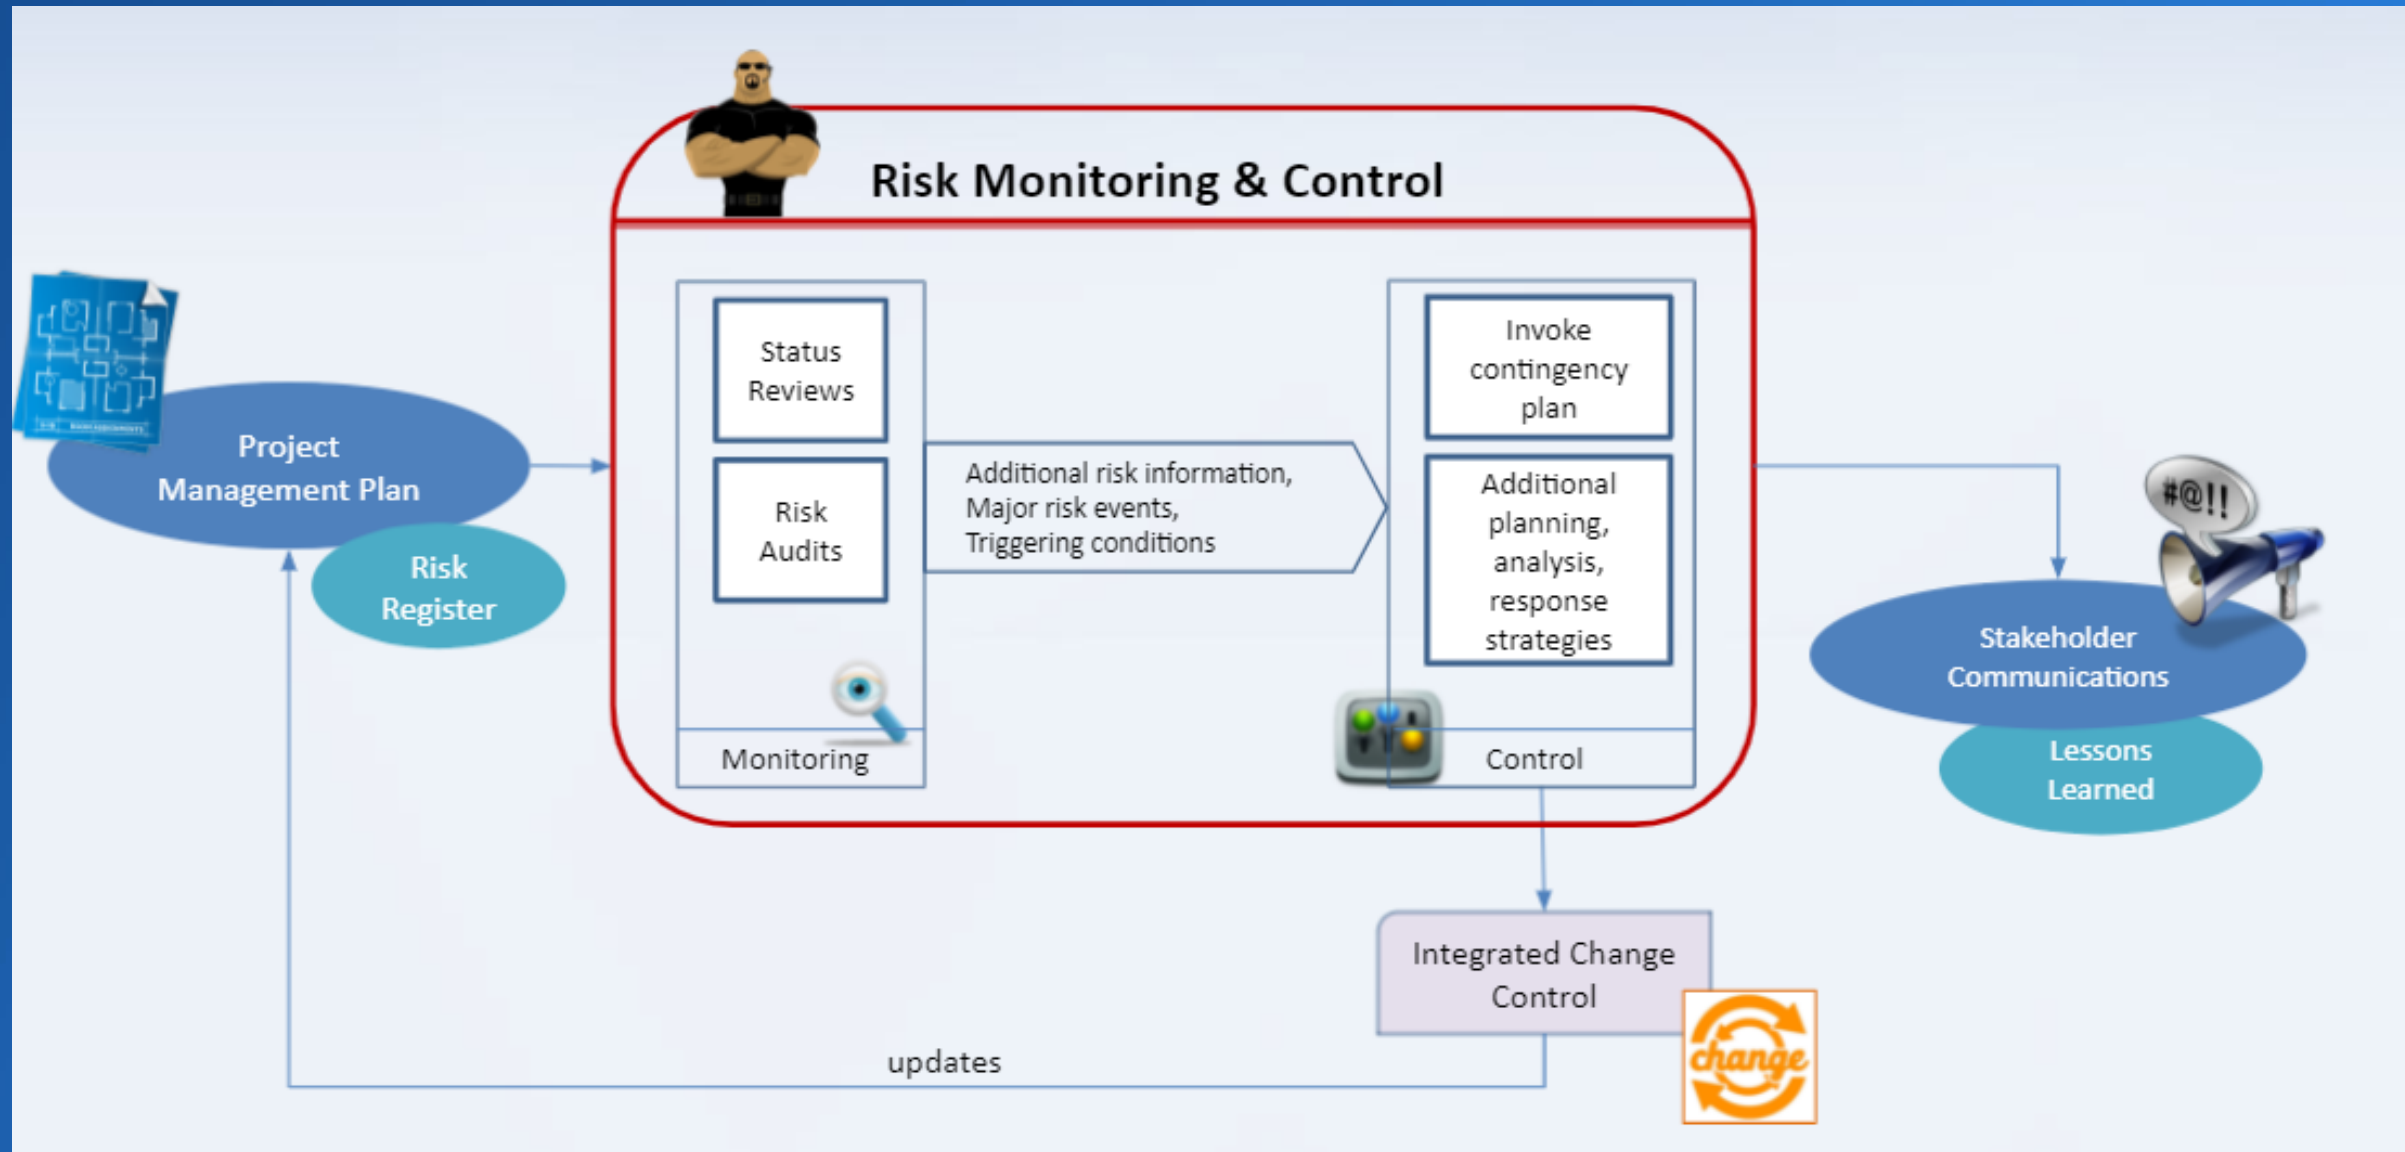 Risk Monitoring & Control
Project
Management Plan
Risk
Register
Status
Reviews
Risk
Audits
Monitoring
Additional risk information,
Major risk events,
Triggering conditions
Invoke
contingency
plan
Additional
planning,
analysis,
response
strategies
Control
#@!!
Stakeholder
Communications
Lessons
Learned
Integrated Change
Control
change
updates